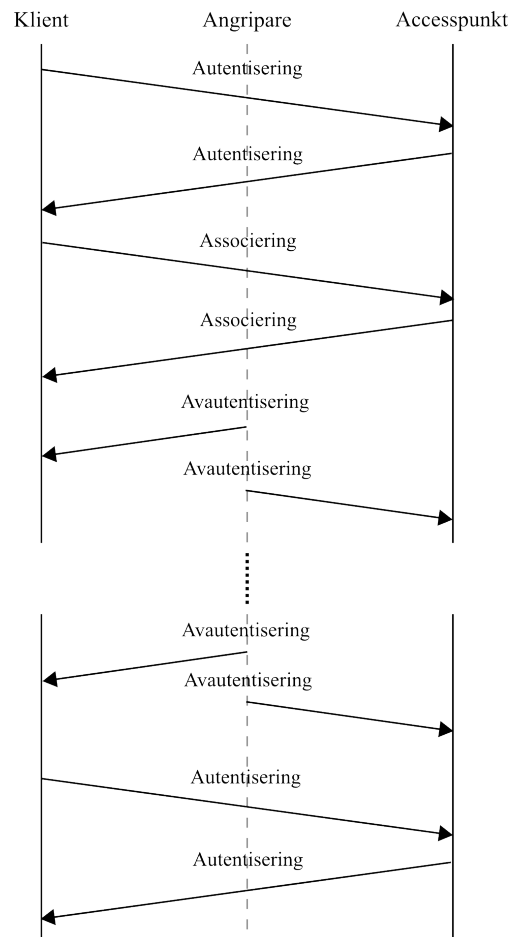 Klient Angripare Accesspunkt
Autentisering
Autentisering
Associering
Associering
Avautentisering
Avautentisering
Avautentisering
Avautentisering
Autentisering
Autentisering